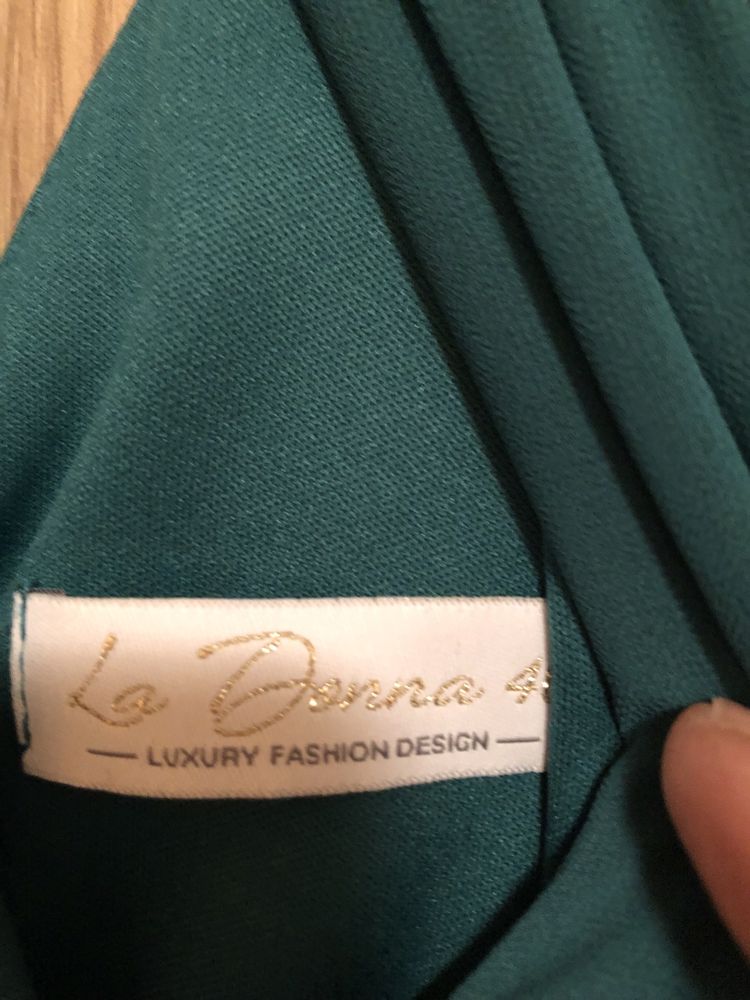 La Donna
— LUXURY FASHION DESIGN —